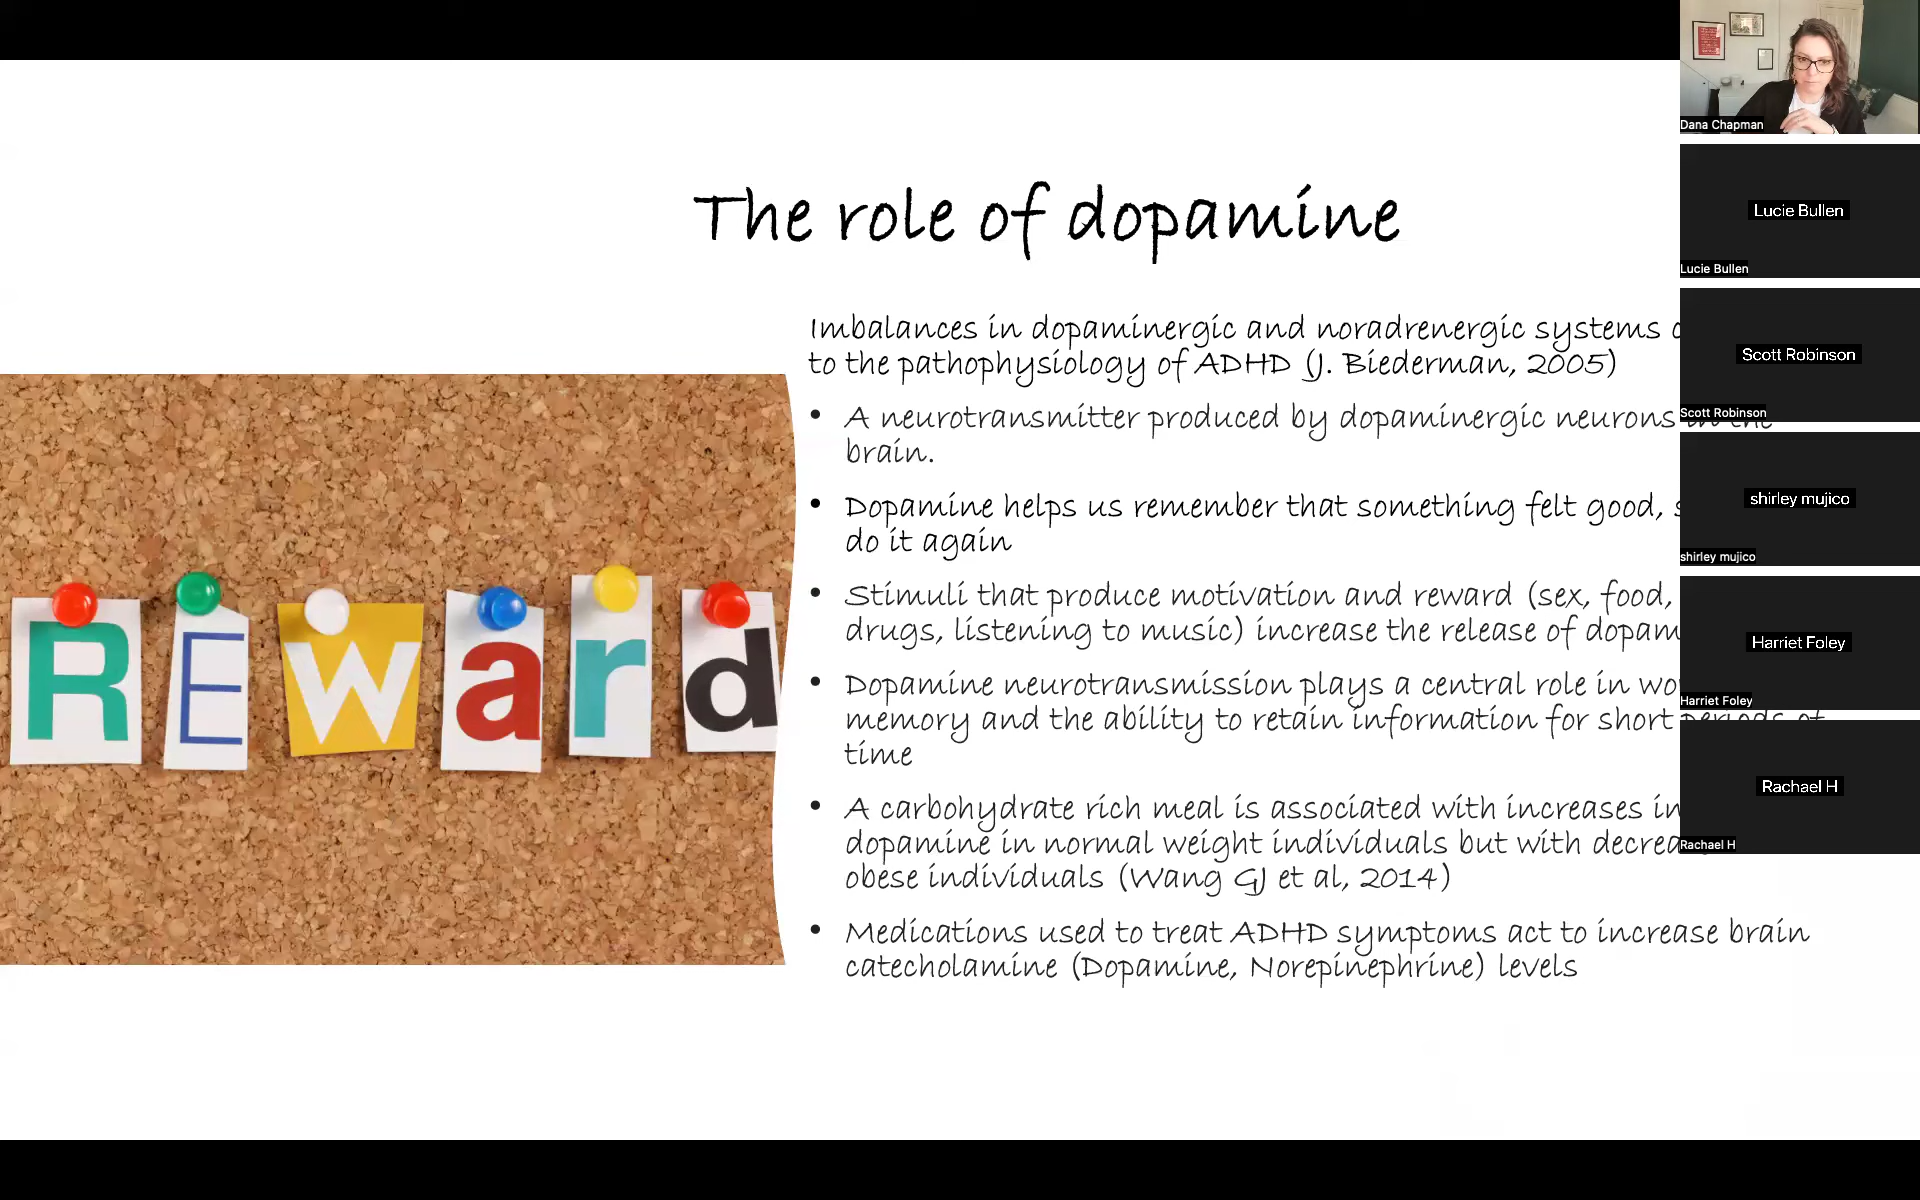 The role of dopamine
Imbalances in dopaminergic and noradrenergic systems
to the pathophysiology of ADHD (J. Biederman, 2005)
• A neurotransmitter produced by dopaminergic neurons in the
brain.
• Dopamine helps us remember that something felt good,
do it again
• Stimuli that produce motivation and reward (sex, food,
drugs, listening to music) increase the release of
• Dopamine neurotransmission plays a central role in
memory and the ability to retain information for short periods of
time
• A carbohydrate rich meal is associated with increases in
dopamine in normal weight individuals but with
obese individuals (Wang GJ et al, 2014)
• Medications used to treat ADHD symptoms act to increase brain
catecholamine (Dopamine, Norepinephrine) levels
REWard
Dana Chapman
Lucie Bullen
Lucie Bullen
Scott Robinson
Scott Robinson
shirley mujico
shirley mujico
Harriet Foley
Harriet Foley
Rachael H
Rachael H